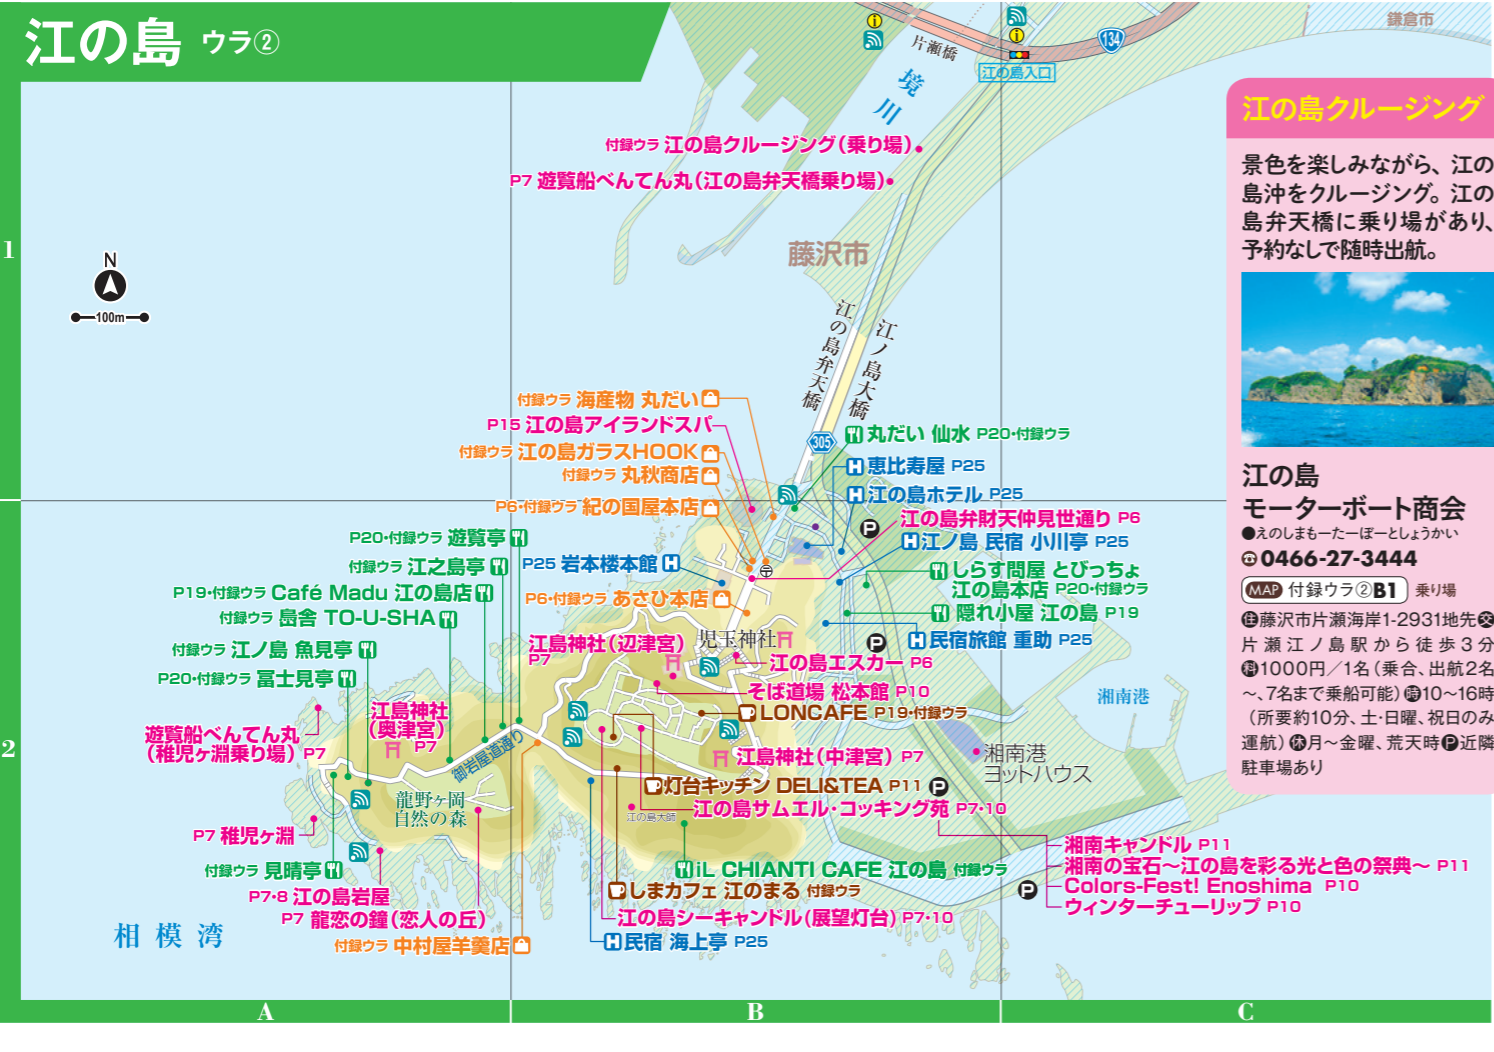 江の島 ウラ②
片瀬橋
134
鎌倉市
江の島入口
境川
付録ウラ 江の島クルージング(乗り場)
P7 遊覧船べんてん丸(江の島弁天橋乗り場)
藤沢市
N
100m
1
江の島弁天橋
江ノ島大橋
305
付録ウラ 海産物 丸だい
P15 江の島アイランドスパ
付録ウラ 江の島ガラスHOOK
付録ウラ 丸秋商店
P6・付録ウラ 紀の国屋本店
丸だい 仙水 P20・付録ウラ
H 恵比寿屋 P25
H 江の島ホテル P25
P
江の島弁財天仲見世通り P6
H 江ノ島 民宿 小川亭 P25
しらす問屋 とびっちょ
江の島本店 P20・付録ウラ
隠れ小屋 江の島 P19
P
H 民宿旅館 重助 P25
P20・付録ウラ 遊覧亭
付録ウラ 江之島亭
P25 岩本楼本館 H
P19・付録ウラ Café Madu 江の島店
P6・付録ウラ あさひ本店
付録ウラ 島舎 TO-U-SHA
付録ウラ 江ノ島 魚見亭
P20・付録ウラ 冨士見亭
江島神社(辺津宮)
P7
児玉神社
江の島エスカー P6
そば道場 松本館 P10
LONCAFE P19・付録ウラ
江島神社
(奥津宮)
P7
遊覧船べんてん丸
(稚児ヶ淵乗り場) P7
2
御岩屋道通り
江島神社(中津宮) P7
湘南港
湘南港
ヨットハウス
灯台キッチン DELI&TEA P11
P
江の島サムエル・コッキング苑 P7・10
龍野ヶ岡
自然の森
江の島大師
P7 稚児ヶ淵
付録ウラ 見晴亭
P7・8 江の島岩屋
P7 龍恋の鐘(恋人の丘)
付録ウラ 中村屋羊羹店
iL CHIANTI CAFE 江の島 付録ウラ
しまカフェ 江のまる 付録ウラ
江の島シーキャンドル(展望灯台) P7・10
H 民宿 海上亭 P25
湘南キャンドル P11
湘南の宝石〜江の島を彩る光と色の祭典〜 P11
P
Colors-Fest! Enoshima P10
ウィンターチューリップ P10
相模湾
A
B
C
江の島クルージング
景色を楽しみながら、江の
島沖をクルージング。江の
島弁天橋に乗り場があり、
予約なしで随時出航。
江の島
モーターボート商会
●えのしまもーたーぼーとしょうかい
☎0466-27-3444
MAP 付録ウラ②B1 乗り場
住藤沢市片瀬海岸1-2931地先交
片瀬江ノ島駅から徒歩3分
料1000円／1名(乗合、出航2名
〜、7名まで乗船可能)時10〜16時
(所要約10分、土・日曜、祝日のみ
運航)休月〜金曜、荒天時P近隣
駐車場あり